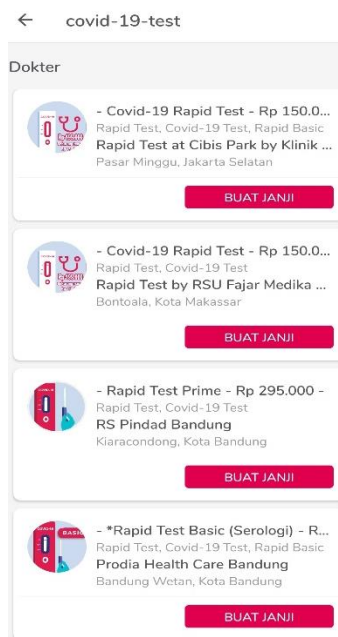 covid-19-test
Dokter
- Covid-19 Rapid Test - Rp 150.0...
Rapid Test, Covid-19 Test, Rapid Basic
Rapid Test at Cibis Park by Klinik ...
Pasar Minggu, Jakarta Selatan
BUAT JANJI
- Covid-19 Rapid Test - Rp 150.0...
Rapid Test, Covid-19 Test
Rapid Test by RSU Fajar Medika ...
Bontoala, Kota Makassar
BUAT JANJI
- Rapid Test Prime - Rp 295.000 -
Rapid Test, Covid-19 Test
RS Pindad Bandung
Kiaracondong, Kota Bandung
BUAT JANJI
BASIC
- *Rapid Test Basic (Serologi) - R...
Rapid Test, Covid-19 Test, Rapid Basic
Prodia Health Care Bandung
Bandung Wetan, Kota Bandung
BUAT JANJI